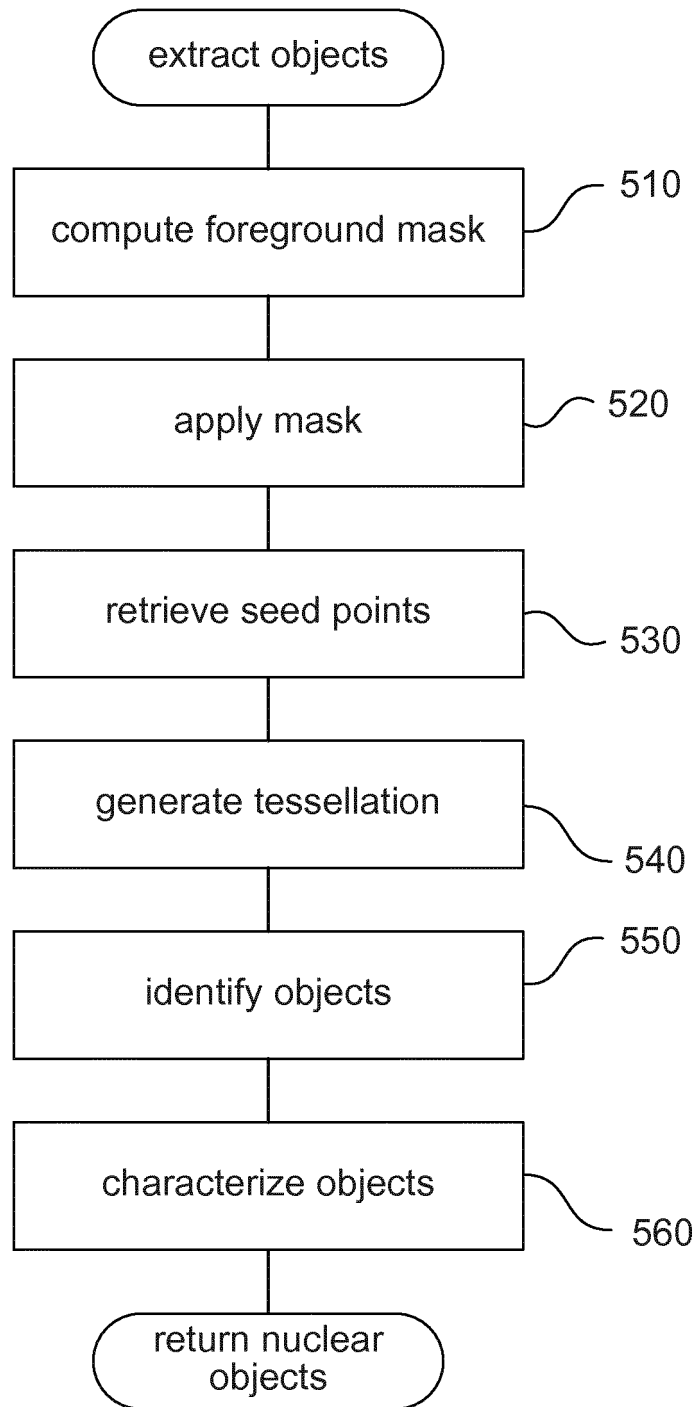 extract objects
compute foreground mask
510
apply mask
520
retrieve seed points
530
generate tessellation
540
identify objects
550
characterize objects
560
return nuclear
objects